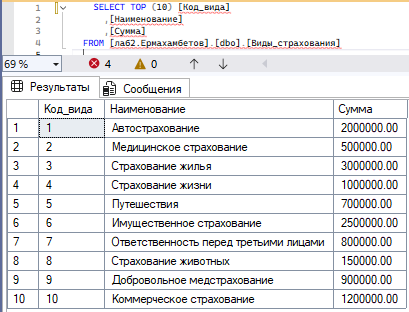 1 SELECT TOP (10) [Код_вида]
2 ,[Наименование]
3 ,[Сумма]
4 FROM [лаб2.Ермахамбетов].[dbo].[Виды_страхования]
69 % 4 0
Результаты Сообщения
Код_вида Наименование Сумма
1 1 Автострахование 2000000.00
2 2 Медицинское страхование 500000.00
3 3 Страхование жилья 3000000.00
4 4 Страхование жизни 1000000.00
5 5 Путешествия 700000.00
6 6 Имущественное страхование 2500000.00
7 7 Ответственность перед третьими лицами 800000.00
8 8 Страхование животных 150000.00
9 9 Добровольное медстрахование 900000.00
10 10 Коммерческое страхование 1200000.00